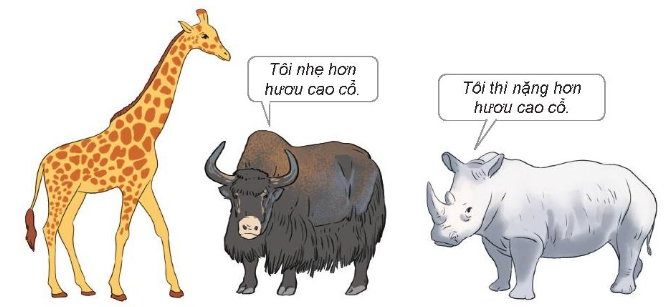 Tôi nhẹ hơn
hươu cao cổ.
Tôi thì nặng hơn
hươu cao cổ.